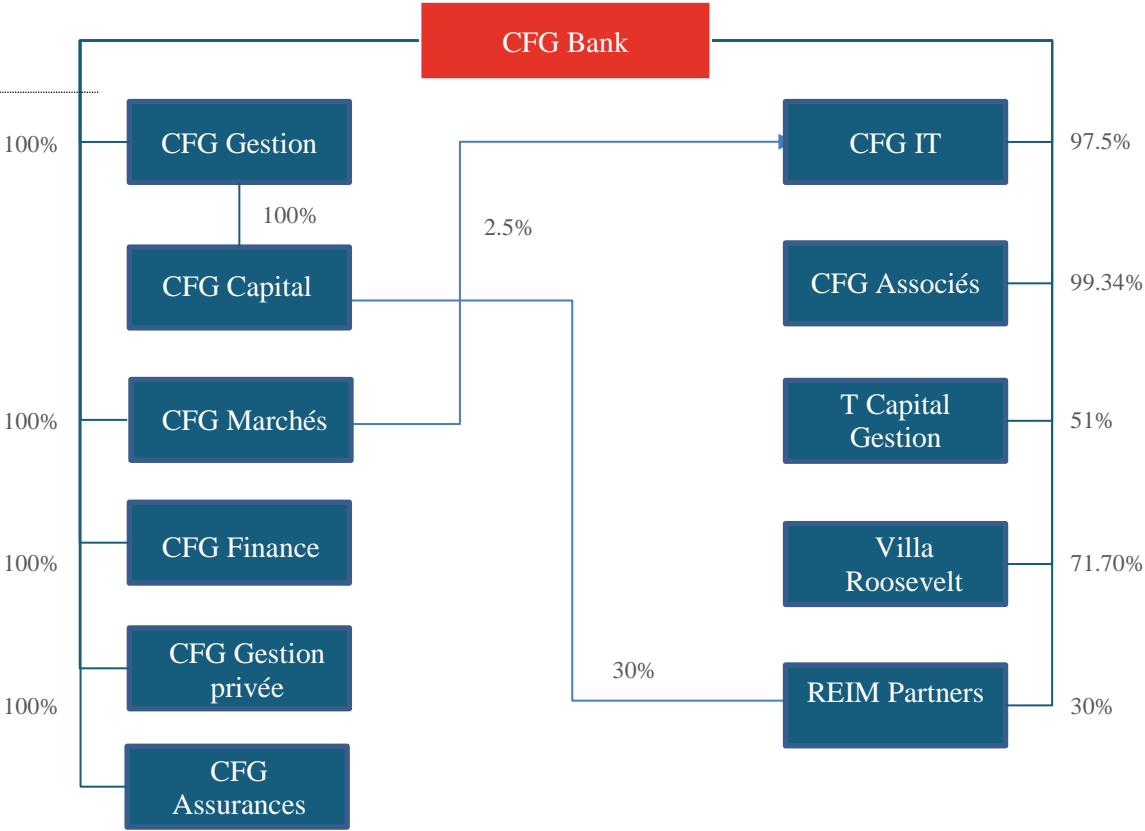 CFG Bank
100%
CFG Gestion
CFG IT
97.5%
100%
2.5%
CFG Capital
CFG Associés
99.34%
100%
CFG Marchés
T Capital
Gestion
51%
100%
CFG Finance
Villa
Roosevelt
71.70%
CFG Gestion
privée
30%
REIM Partners
100%
30%
CFG
Assurances